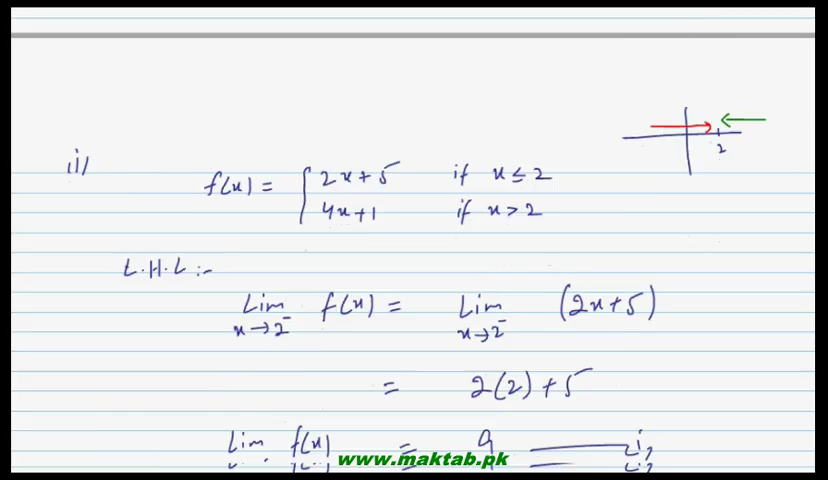 2
ii)
f(x) = { 2x + 5 if x ≤ 2
4x + 1 if x > 2
L.H.L :-
Lim x→2⁻ f(x) = Lim x→2⁻ (2x + 5)
= 2(2) + 5
Lim f(x) = 9 ——— i,
www.maktab.pk